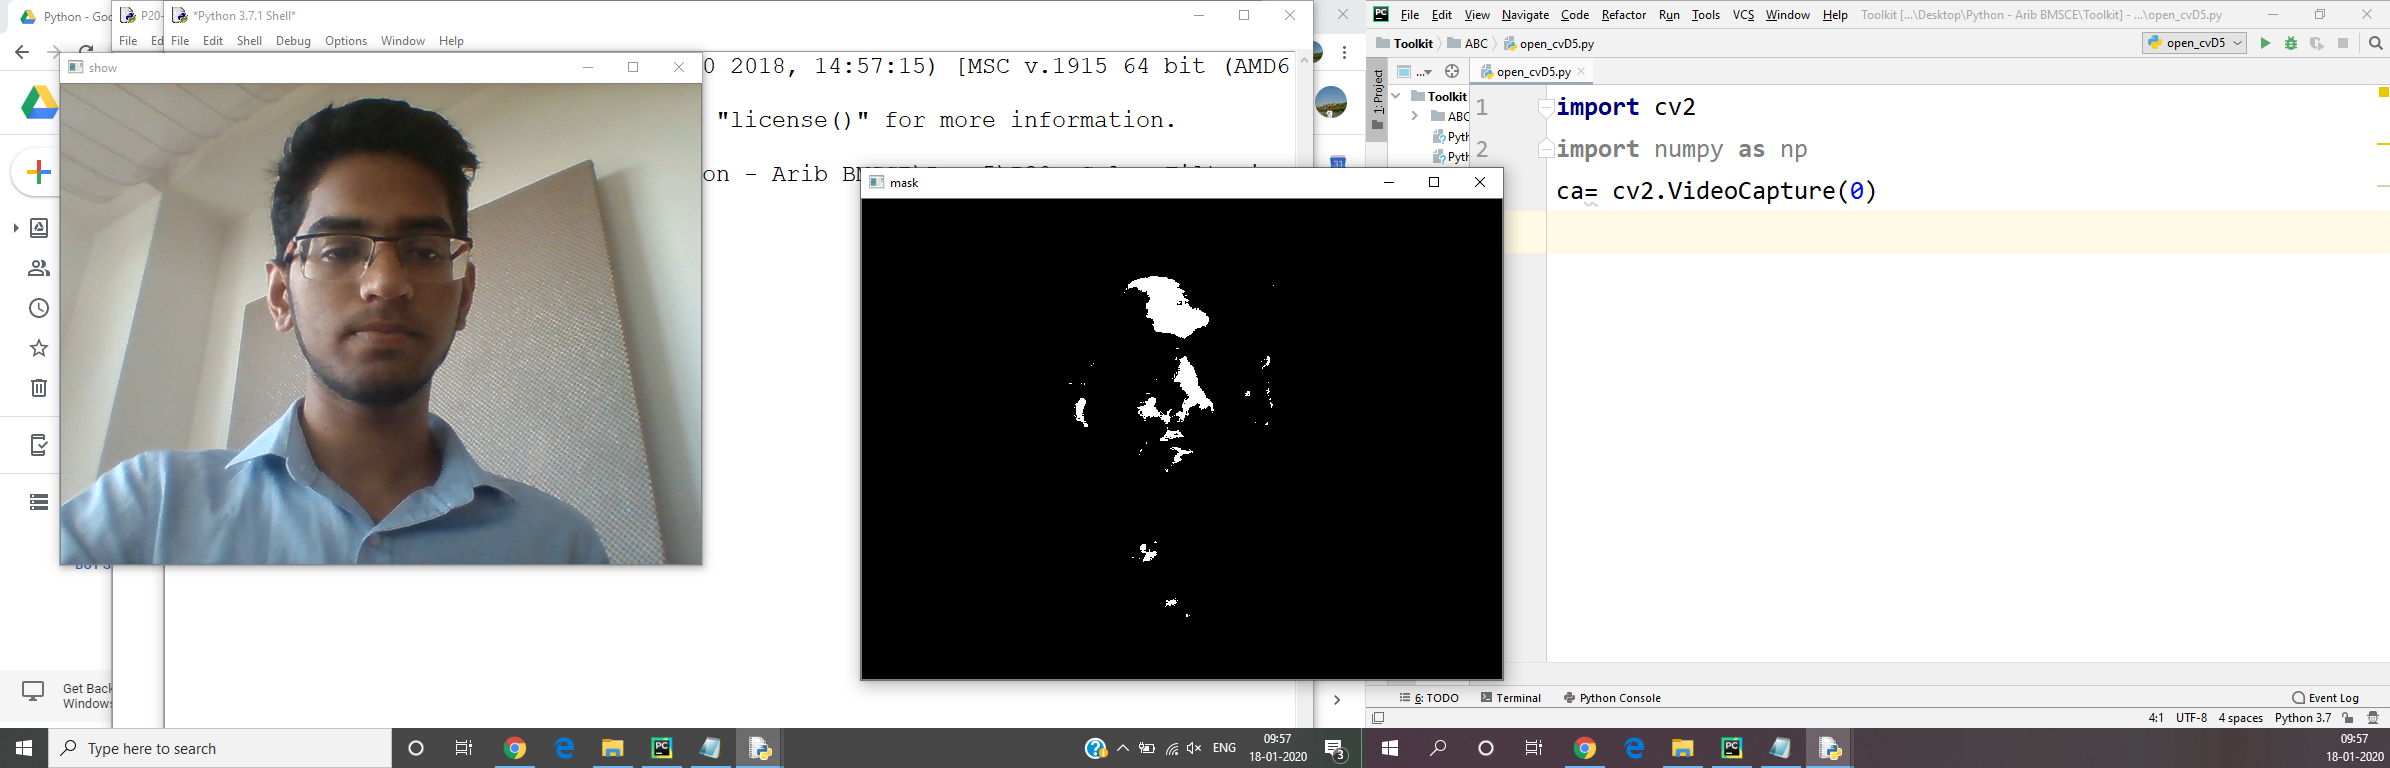 Python - Goo
P20-
*Python 3.7.1 Shell*
File Ed
File Edit Shell Debug Options Window Help
show
0 2018, 14:57:15) [MSC v.1915 64 bit (AMD6
"license()" for more information.
on - Arib BM
mask
31
Get Back
Windows
Type here to search
ENG
09:57
18-01-2020
3
PC File Edit View Navigate Code Refactor Run Tools VCS Window Help Toolkit [...\Desktop\Python - Arib BMSCE\Toolkit] - ...\open_cvD5.py
Toolkit ABC open_cvD5.py
open_cvD5
1: Project
...
open_cvD5.py
Toolkit
ABC
Pyth
Pyth
1 import cv2
2 import numpy as np
ca= cv2.VideoCapture(0)
6: TODO Terminal Python Console
Event Log
4:1 UTF-8 4 spaces Python 3.7
09:57
18-01-2020